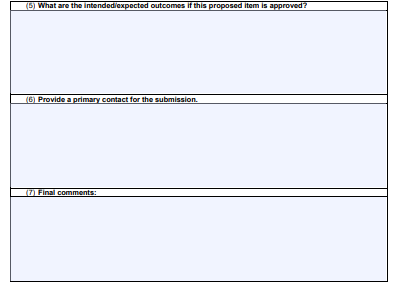 (5) What are the intended/expected outcomes if this proposed item is approved?
(6) Provide a primary contact for the submission.
(7) Final comments: